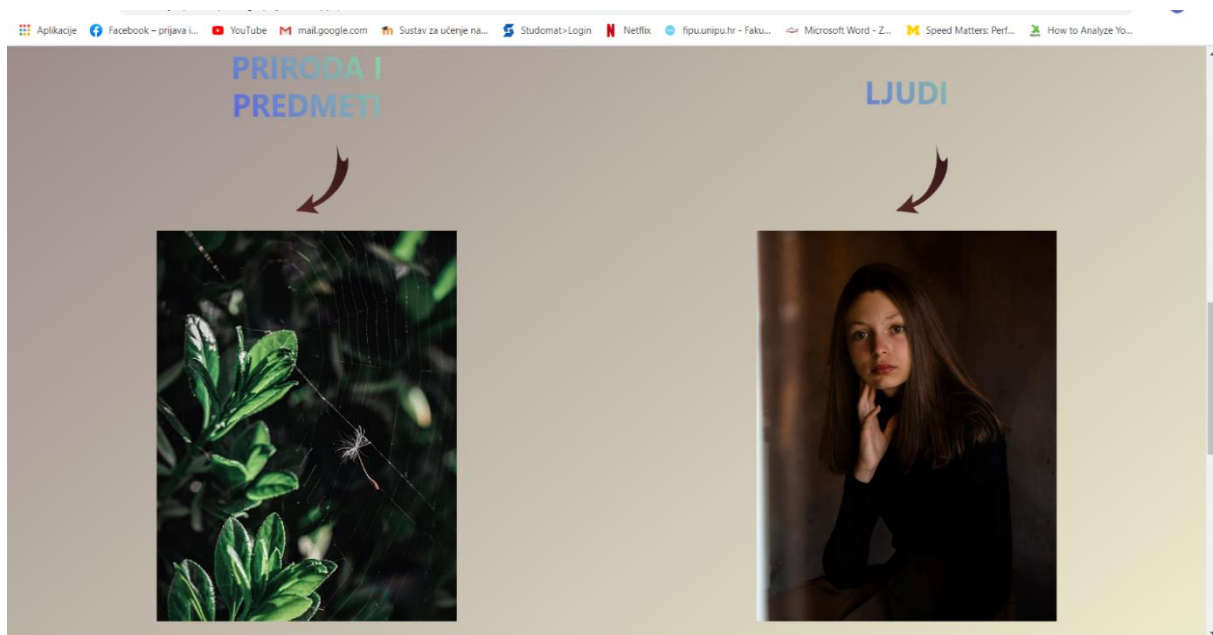 Aplikacije Facebook – prijava i... YouTube mail.google.com Sustav za učenje na... Studomat>Login Netflix fipu.unipu.hr - Faku... Microsoft Word - Z... Speed Matters: Perf... How to Analyze Yo...
PRIRODA I
PREDMETI
LJUDI